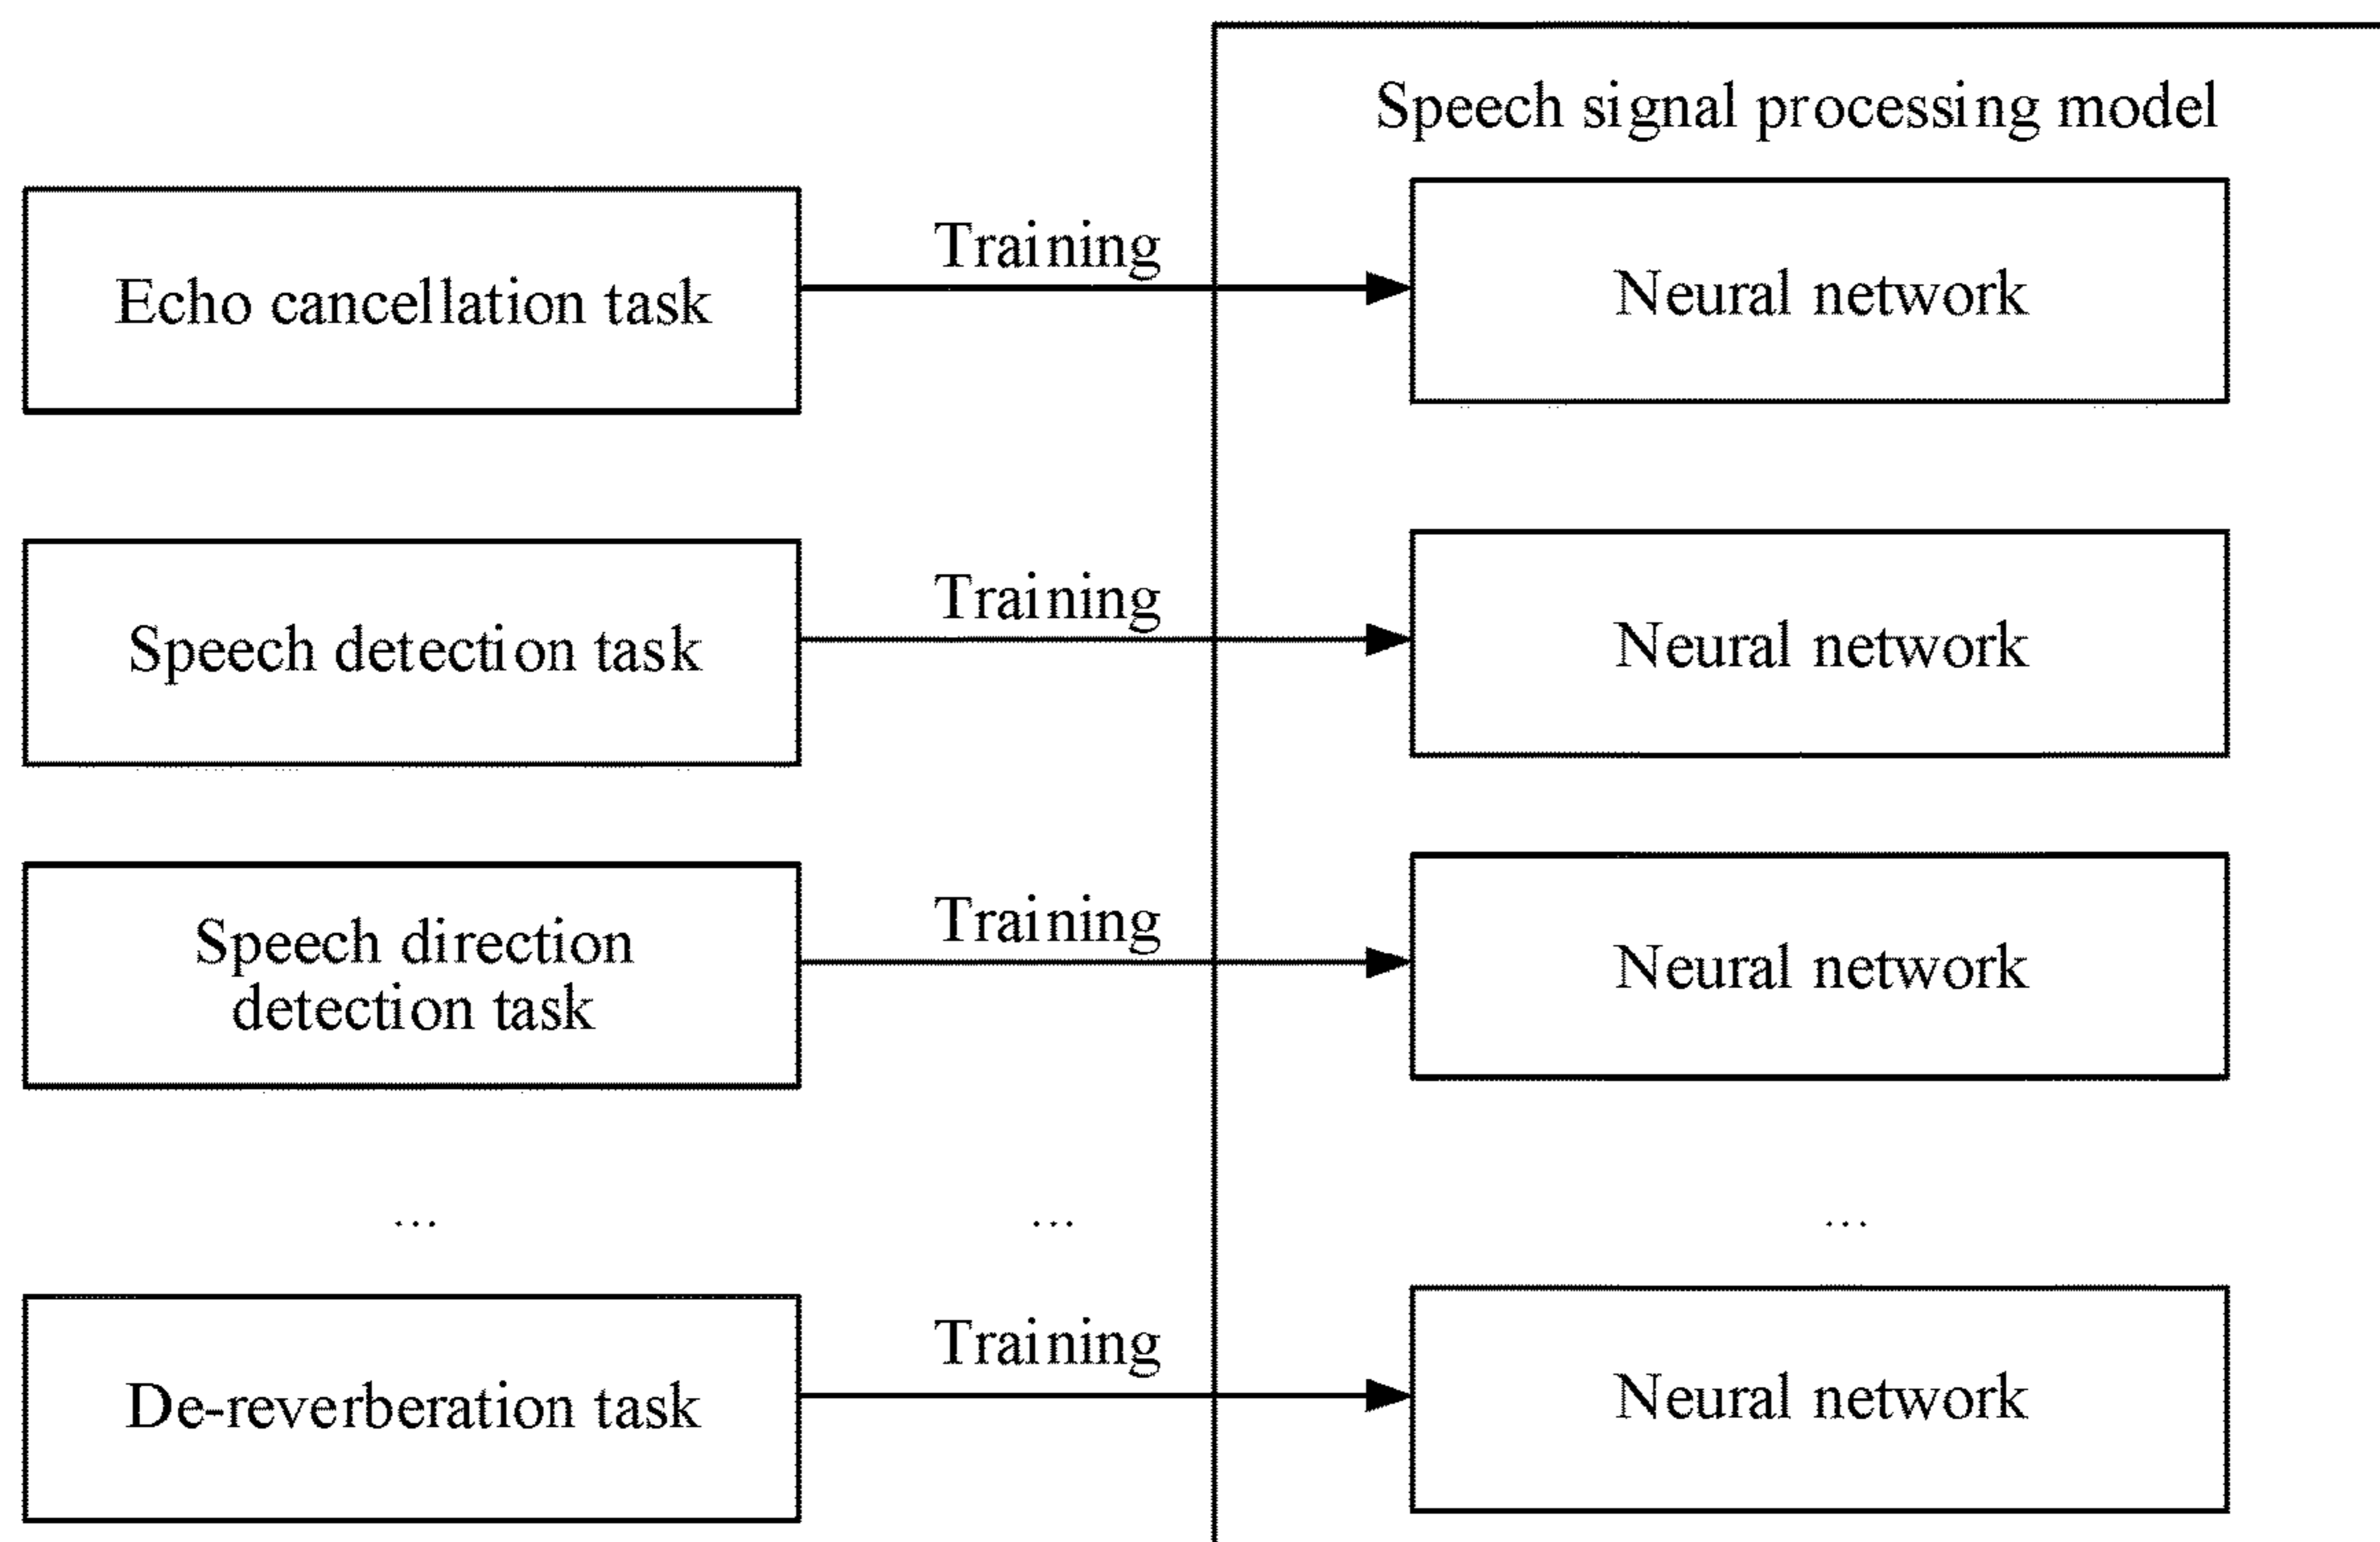 Speech signal processing model
Echo cancellation task
Training
Neural network
Speech detection task
Training
Neural network
Speech direction
detection task
Training
Neural network
... ... ...
De-reverberation task
Training
Neural network